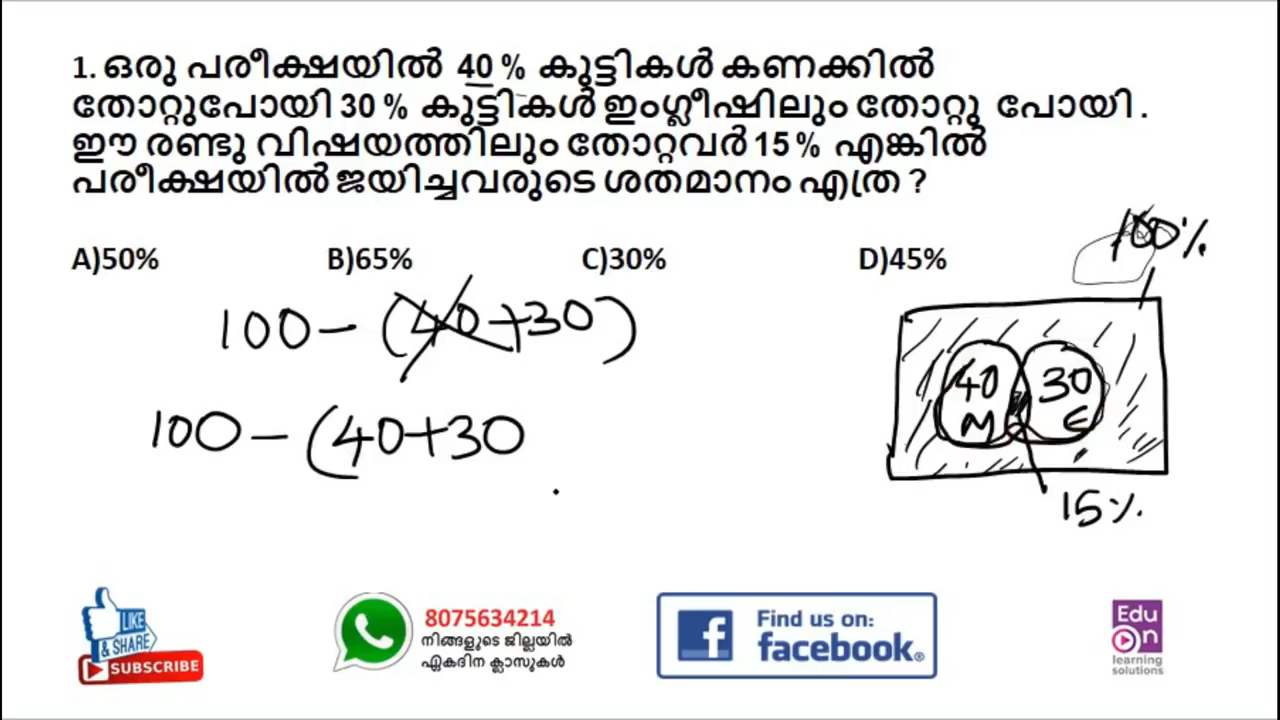 1. ഒരു പരീക്ഷയിൽ 40 % കുട്ടികൾ കണക്കിൽ
തോറ്റുപോയി 30 % കുട്ടികൾ ഇംഗ്ലീഷിലും തോറ്റു പോയി .
ഈ രണ്ടു വിഷയത്തിലും തോറ്റവർ 15 % എങ്കിൽ
പരീക്ഷയിൽ ജയിച്ചവരുടെ ശതമാനം എത്ര ?
A)50% B)65% C)30% D)45%
100%
100 – (40+30)
40 30
M E
100 – (40+30
15%
LIKE
& SHARE
SUBSCRIBE
8075634214
നിങ്ങളുടെ ജില്ലയിൽ
ഏകദിന ക്ലാസുകൾ
f
Find us on:
facebook®
Edu
On
learning
solutions